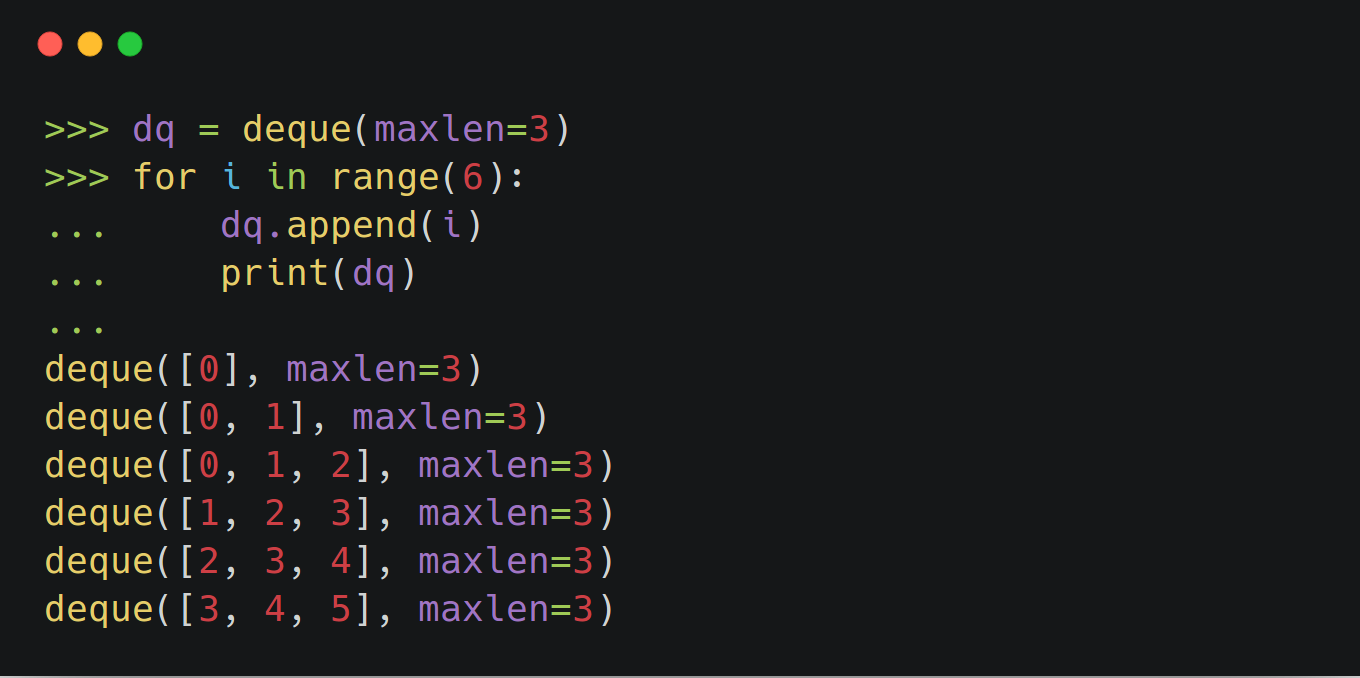 >>> dq = deque(maxlen=3)
>>> for i in range(6):
...     dq.append(i)
...     print(dq)
...
deque([0], maxlen=3)
deque([0, 1], maxlen=3)
deque([0, 1, 2], maxlen=3)
deque([1, 2, 3], maxlen=3)
deque([2, 3, 4], maxlen=3)
deque([3, 4, 5], maxlen=3)